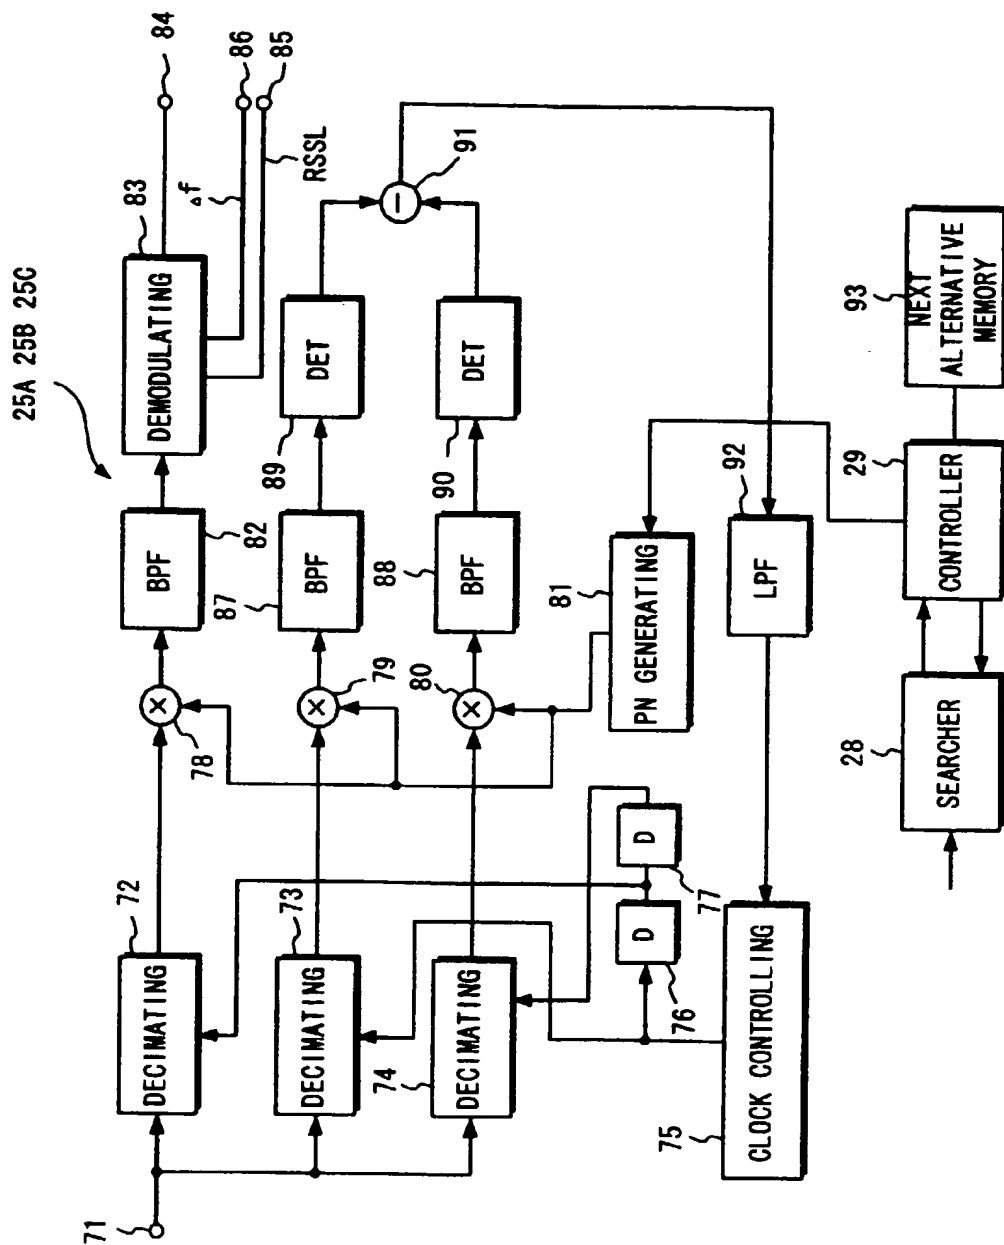 25A 25B 25C
71
DECIMATING
72
78
BPF
82
DEMODULATING
83
84
Δf
86
RSSL
85
DECIMATING
73
79
BPF
87
DET
89
91
DECIMATING
74
80
BPF
88
DET
90
D
76
D
77
PN GENERATING
81
CLOCK CONTROLLING
75
LPF
92
SEARCHER
28
CONTROLLER
29
NEXT
ALTERNATIVE
MEMORY
93